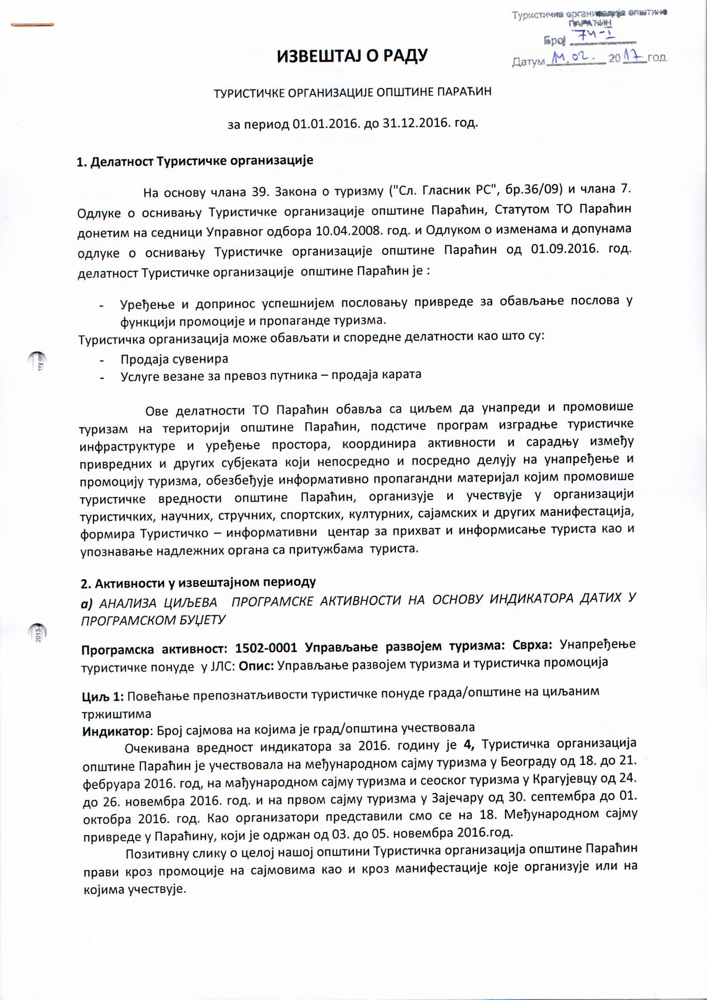 Туристичка организација општине
ПАРАЋИН
Број 74-I
Датум 02. 2017 год.
ИЗВЕШТАЈ О РАДУ
ТУРИСТИЧКЕ ОРГАНИЗАЦИЈЕ ОПШТИНЕ ПАРАЋИН
за период 01.01.2016. до 31.12.2016. год.
1. Делатност Туристичке организације
На основу члана 39. Закона о туризму ("Сл. Гласник РС", бр.36/09) и члана 7.
Одлуке о оснивању Туристичке организације општине Параћин, Статутом ТО Параћин
донетим на седници Управног одбора 10.04.2008. год. и Одлуком о изменама и допунама
одлуке о оснивању Туристичке организације општине Параћин од 01.09.2016. год.
делатност Туристичке организације општине Параћин је :
- Уређење и допринос успешнијем пословању привреде за обављање послова у
функцији промоције и пропаганде туризма.
Туристичка организација може обављати и споредне делатности као што су:
- Продаја сувенира
- Услуге везане за превоз путника – продаја карата
Ове делатности ТО Параћин обавља са циљем да унапреди и промовише
туризам на територији општине Параћин, подстиче програм изградње туристичке
инфраструктуре и уређење простора, координира активности и сарадњу између
привредних и других субјеката који непосредно и посредно делују на унапређење и
промоцију туризма, обезбеђује информативно пропагандни материјал којим промовише
туристичке вредности општине Параћин, организује и учествује у организацији
туристичких, научних, стручних, спортских, културних, сајамских и других манифестација,
формира Туристичко – информативни центар за прихват и информисање туриста као и
упознавање надлежних органа са притужбама туриста.
2. Активности у извештајном периоду
а) АНАЛИЗА ЦИЉЕВА ПРОГРАМСКЕ АКТИВНОСТИ НА ОСНОВУ ИНДИКАТОРА ДАТИХ У
ПРОГРАМСКОМ БУЏЕТУ
Програмска активност: 1502-0001 Управљање развојем туризма: Сврха: Унапређење
туристичке понуде у ЈЛС: Опис: Управљање развојем туризма и туристичка промоција
Циљ 1: Повећање препознатљивости туристичке понуде града/општине на циљаним
тржиштима
Индикатор: Број сајмова на којима је град/општина учествовала
Очекивана вредност индикатора за 2016. годину је 4, Туристичка организација
општине Параћин је учествовала на међународном сајму туризма у Београду од 18. до 21.
фебруара 2016. год, на мађународном сајму туризма и сеоског туризма у Крагујевцу од 24.
до 26. новембра 2016. год. и на првом сајму туризма у Зајечару од 30. септембра до 01.
октобра 2016. год. Као организатори представили смо се на 18. Међународном сајму
привреде у Параћину, који је одржан од 03. до 05. новембра 2016.год.
Позитивну слику о целој нашој општини Туристичка организација општине Параћин
прави кроз промоције на сајмовима као и кроз манифестације које организује или на
којима учествује.
2013-